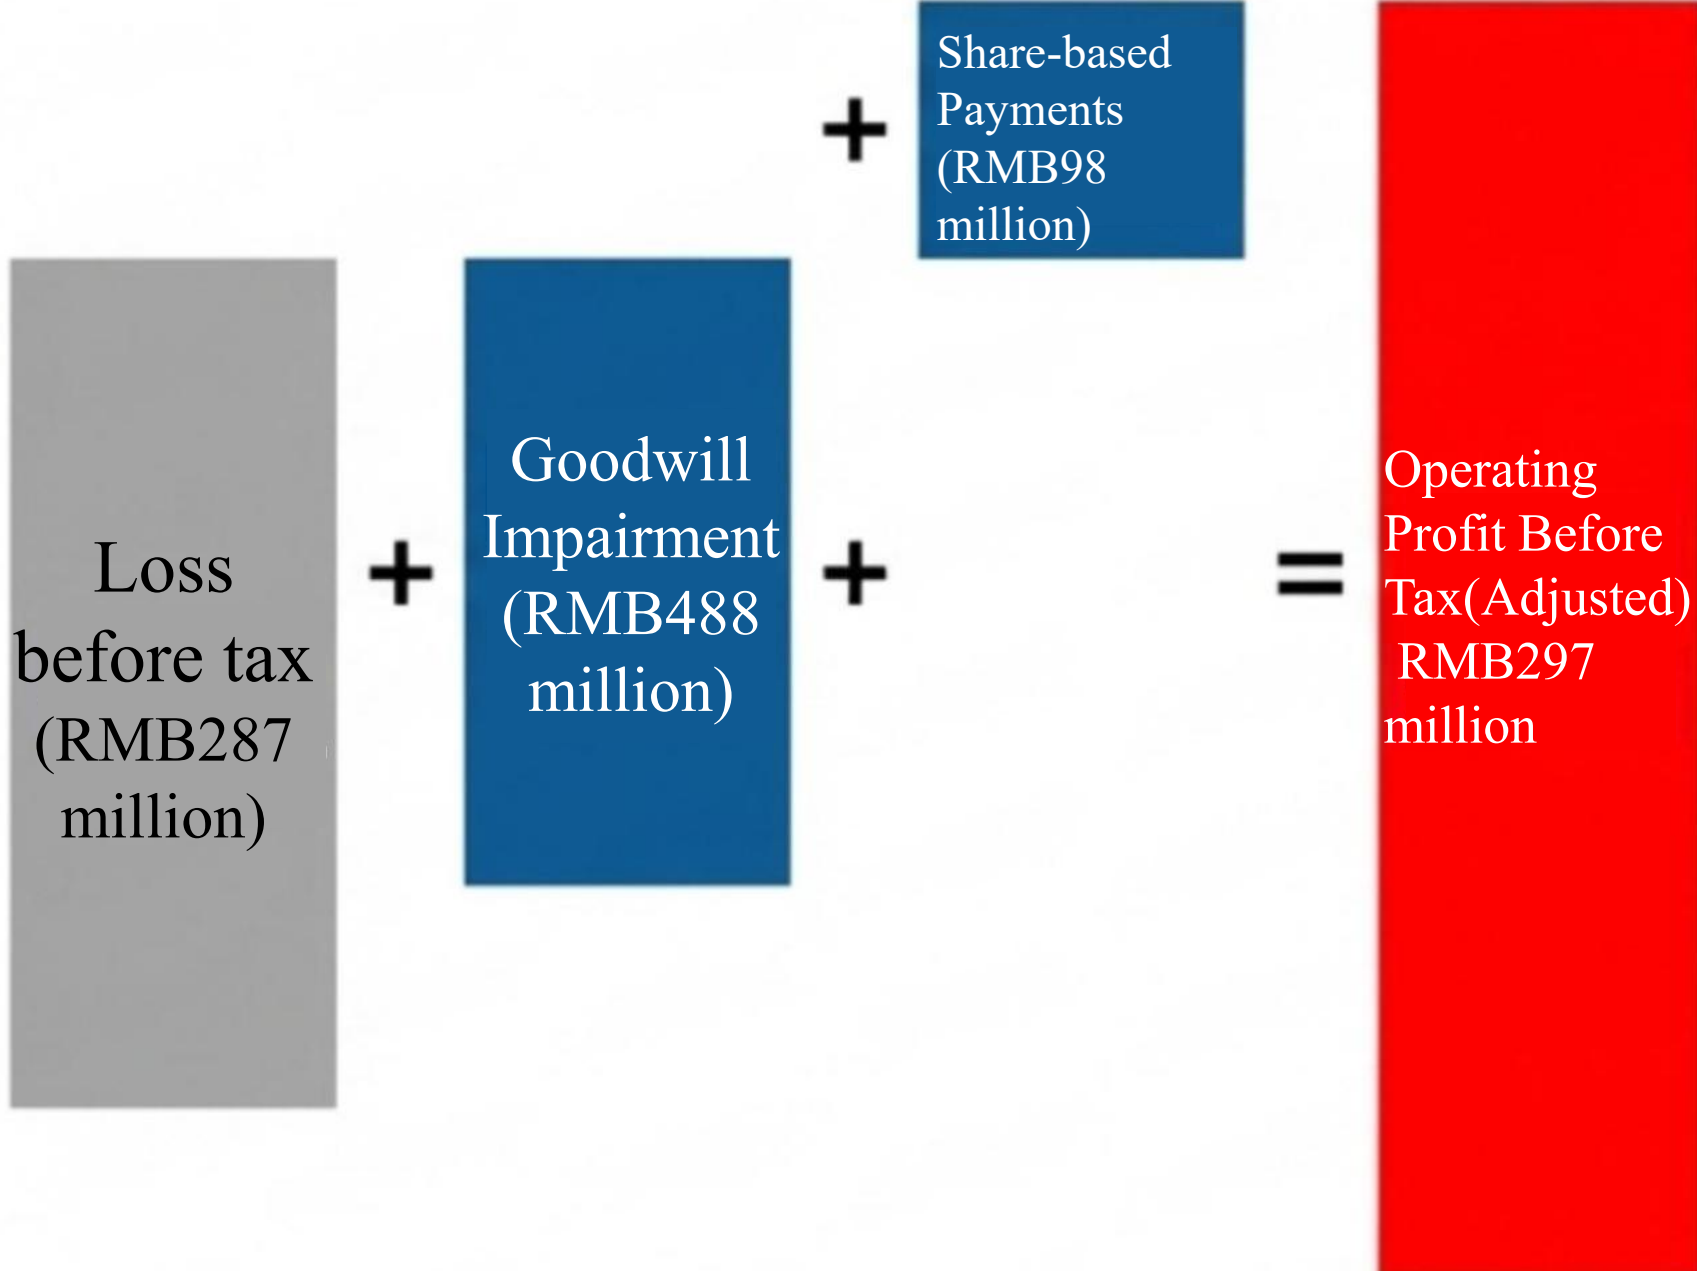 Share-based
Payments
(RMB98
million)
+
Loss
before tax
(RMB287
million)
+
Goodwill
Impairment
(RMB488
million)
+
=
Operating
Profit Before
Tax(Adjusted)
RMB297
million